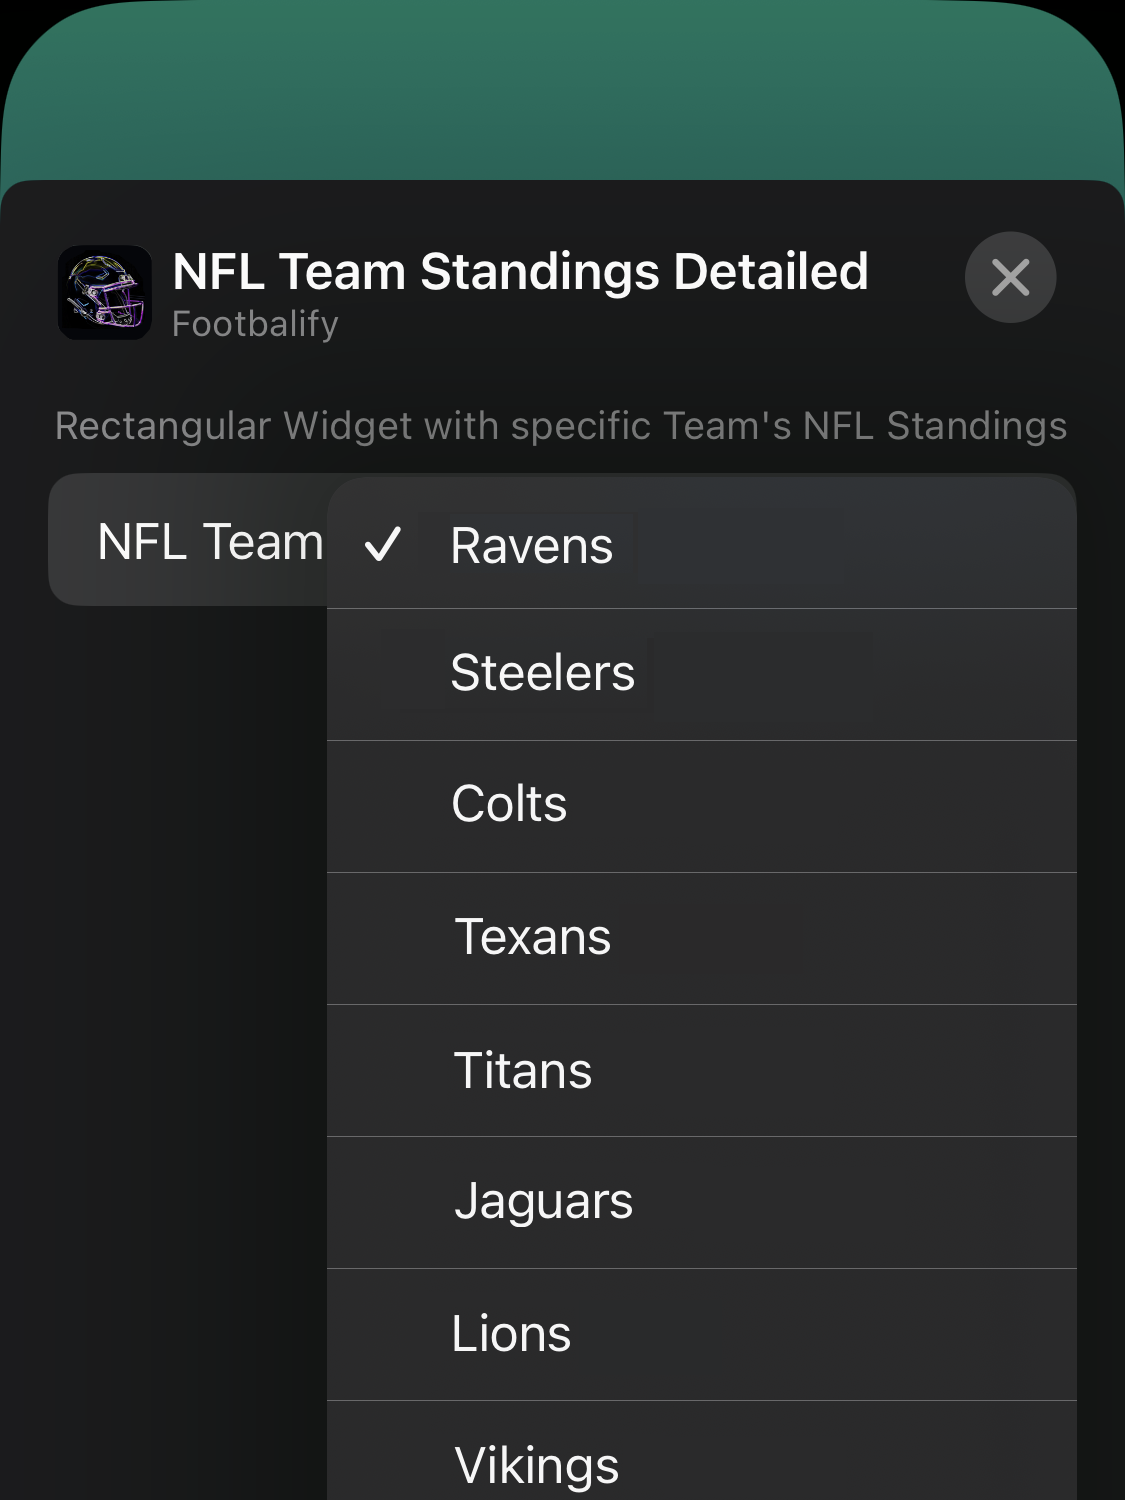 NFL Team Standings Detailed
Footbalify
Rectangular Widget with specific Team's NFL Standings
NFL Team
Ravens
Steelers
Colts
Texans
Titans
Jaguars
Lions
Vikings